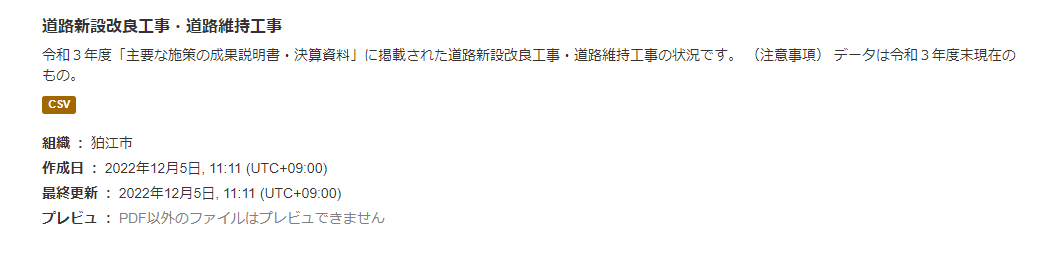 道路新設改良工事・道路維持工事
令和３年度「主要な施策の成果説明書・決算資料」に掲載された道路新設改良工事・道路維持工事の状況です。 （注意事項） データは令和３年度末現在の
もの。
CSV
組織 ： 狛江市
作成日 ： 2022年12月5日, 11:11 (UTC+09:00)
最終更新 ： 2022年12月5日, 11:11 (UTC+09:00)
プレビュ ： PDF以外のファイルはプレビュできません